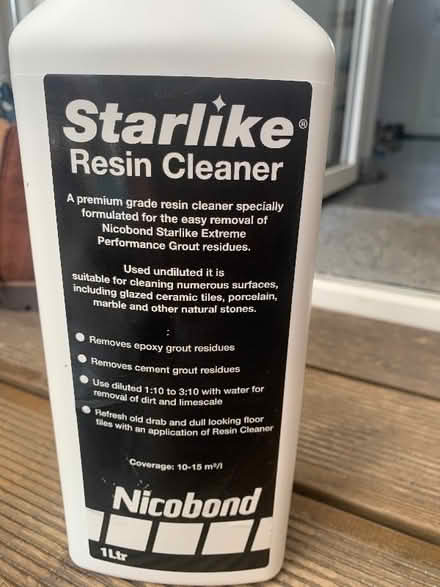 Starlike®
Resin Cleaner
A premium grade resin cleaner specially
formulated for the easy removal of
Nicobond Starlike Extreme
Performance Grout residues.
Used undiluted it is
suitable for cleaning numerous surfaces,
including glazed ceramic tiles, porcelain,
marble and other natural stones.
Removes epoxy grout residues
Removes cement grout residues
Use diluted 1:10 to 3:10 with water for
removal of dirt and limescale
Refresh old drab and dull looking floor
tiles with an application of Resin Cleaner
Coverage: 10-15 m²/l
Nicobond
1 Ltr